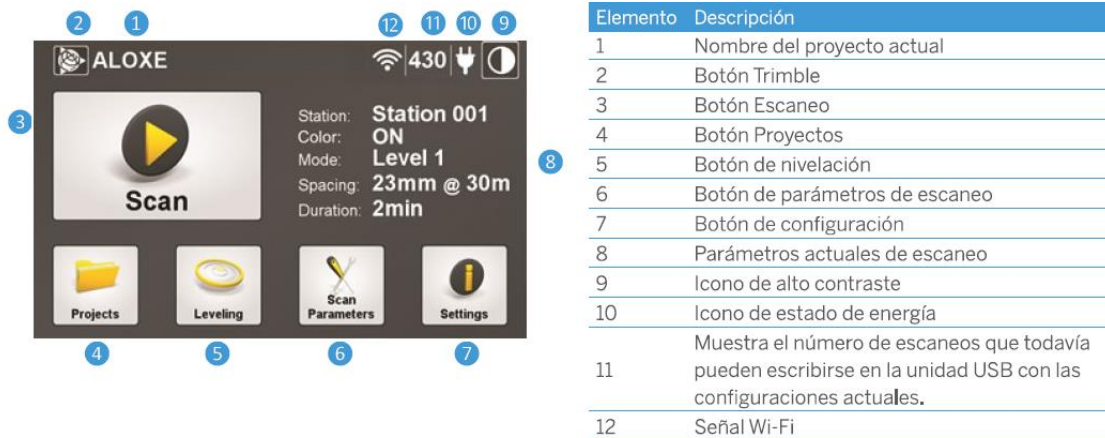 2 1 12 11 10 9
ALOXE 430
3
Scan
Station: Station 001
Color: ON
Mode: Level 1
Spacing: 23mm @ 30m
Duration: 2min
8
Projects Leveling Scan Parameters Settings
4 5 6 7
Elemento Descripción
1 Nombre del proyecto actual
2 Botón Trimble
3 Botón Escaneo
4 Botón Proyectos
5 Botón de nivelación
6 Botón de parámetros de escaneo
7 Botón de configuración
8 Parámetros actuales de escaneo
9 Icono de alto contraste
10 Icono de estado de energía
Muestra el número de escaneos que todavía
11 pueden escribirse en la unidad USB con las
configuraciones actuales.
12 Señal Wi-Fi